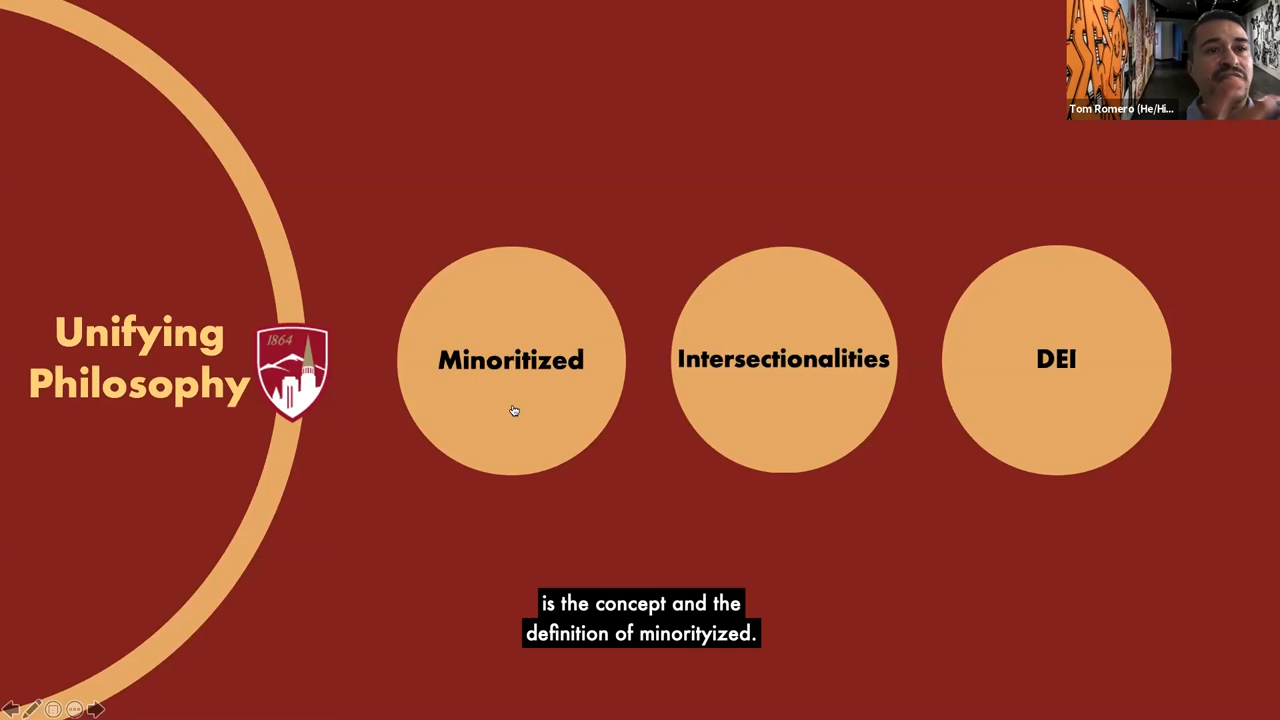 Tom Romero (He/Hi...
Unifying
Philosophy
1864
Minoritized
Intersectionalities
DEI
is the concept and the
definition of minorityized.